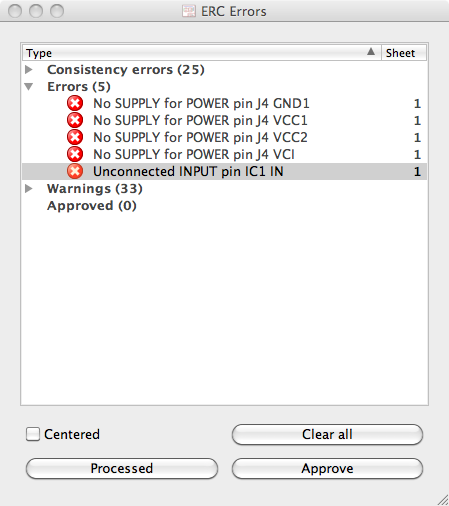 ERC Errors
Type Sheet
Consistency errors (25)
Errors (5)
No SUPPLY for POWER pin J4 GND1 1
No SUPPLY for POWER pin J4 VCC1 1
No SUPPLY for POWER pin J4 VCC2 1
No SUPPLY for POWER pin J4 VCI 1
Unconnected INPUT pin IC1 IN 1
Warnings (33)
Approved (0)
Centered Clear all
Processed Approve